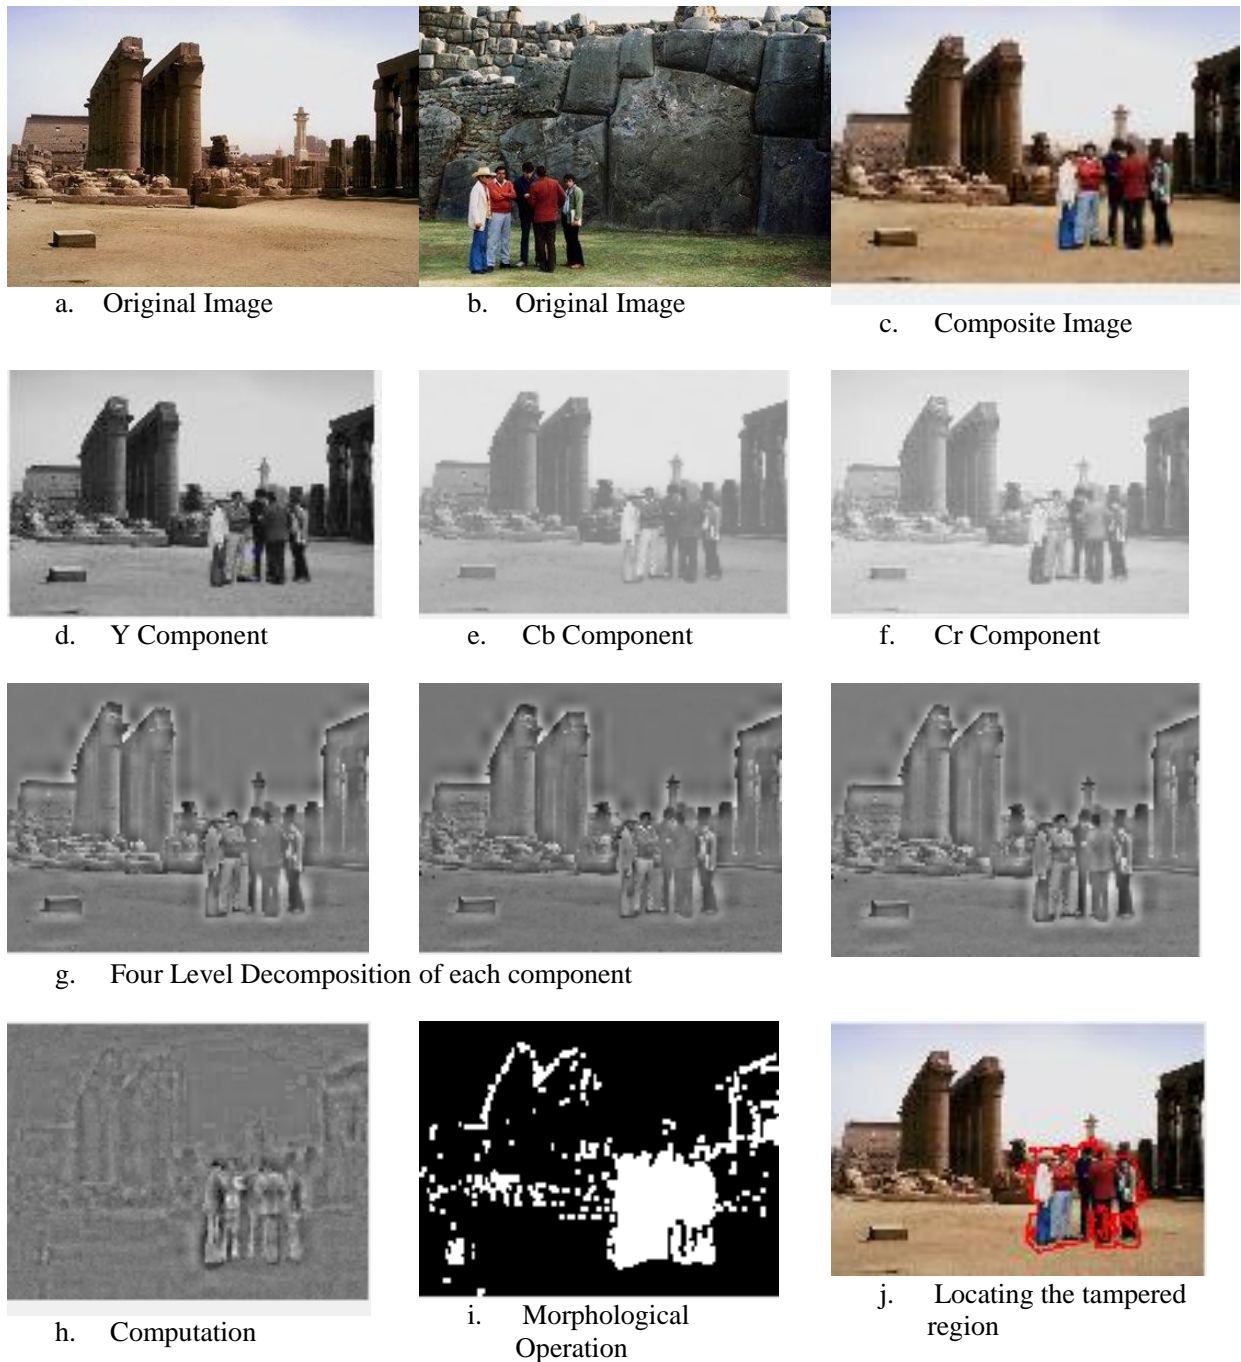 a. Original Image
b. Original Image
c. Composite Image
d. Y Component
e. Cb Component
f. Cr Component
g. Four Level Decomposition of each component
h. Computation
i. Morphological
Operation
j. Locating the tampered
region